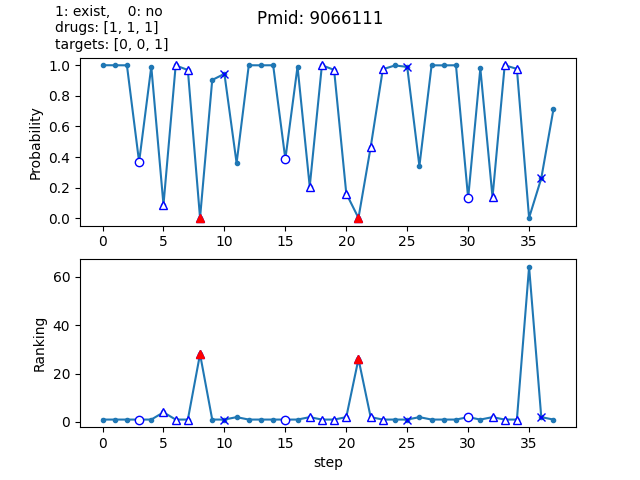 1: exist,    0: no
drugs: [1, 1, 1]
targets: [0, 0, 1]
Pmid: 9066111
1.0
0.8
0.6
0.4
0.2
0.0
Probability
0 5 10 15 20 25 30 35
60
40
20
0
Ranking
0 5 10 15 20 25 30 35
step